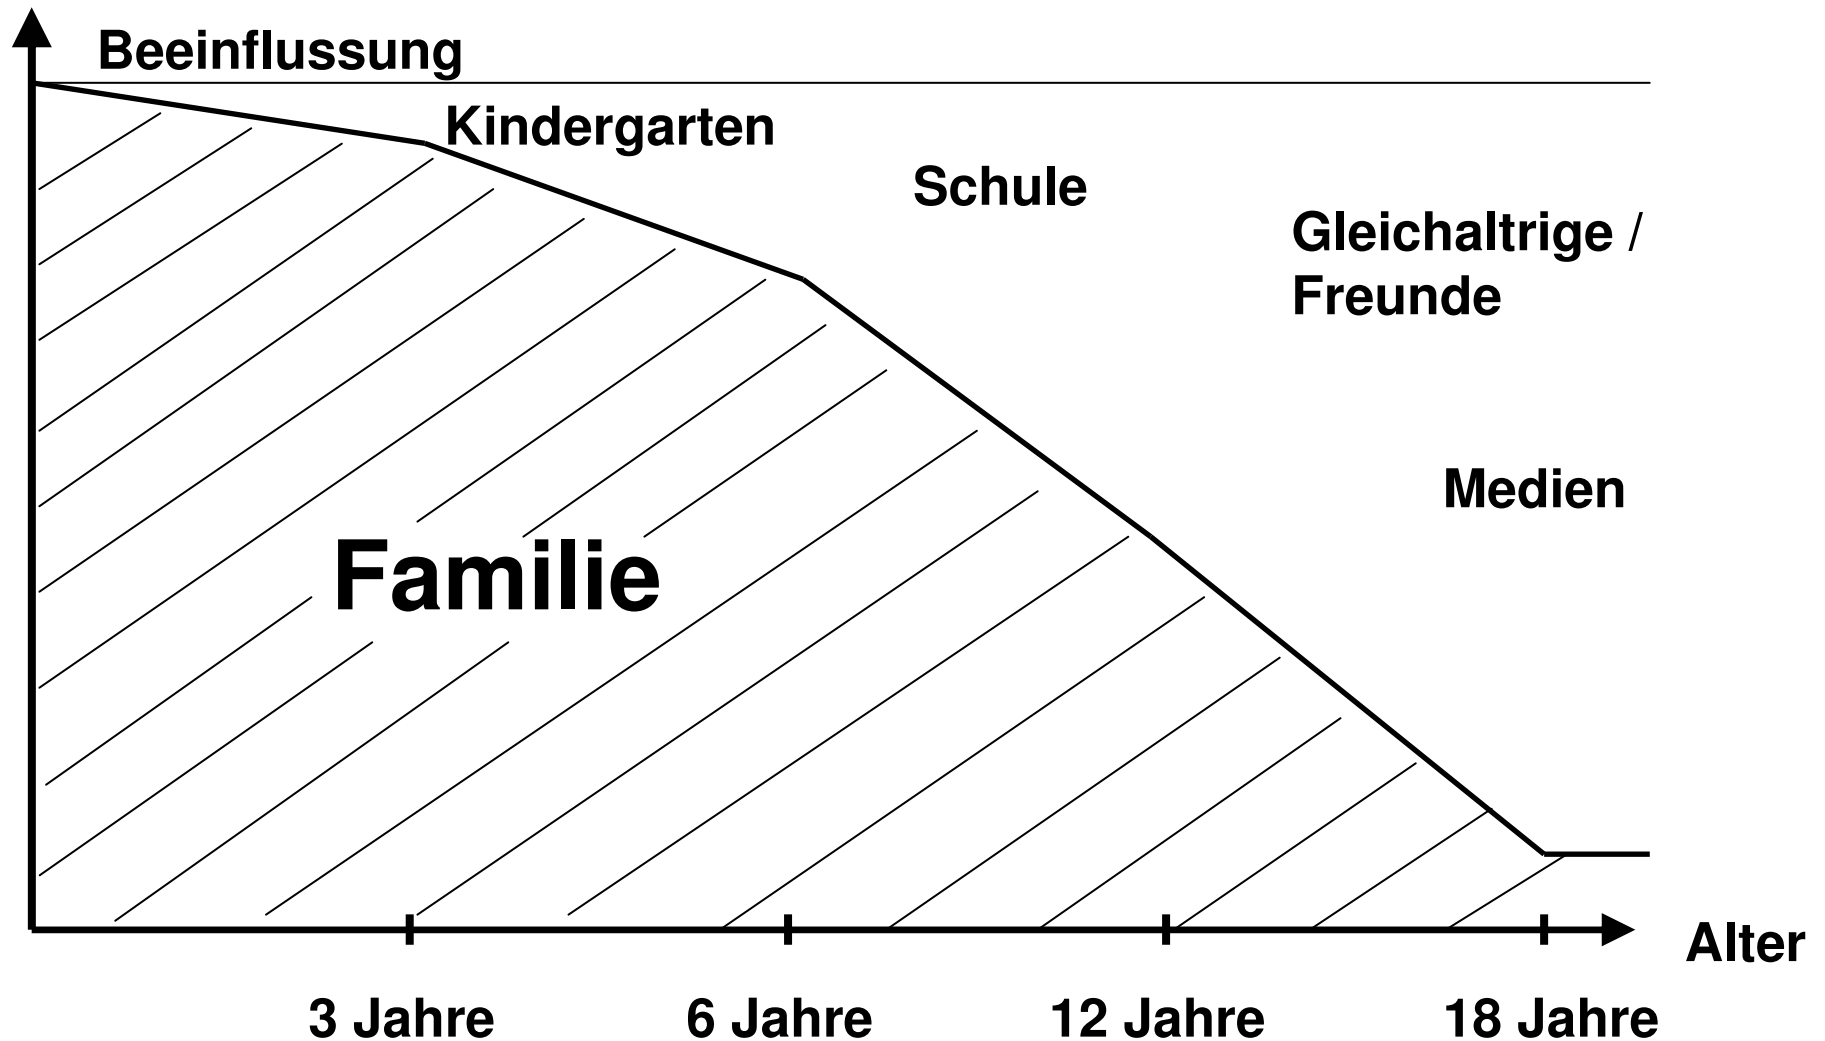 Beeinflussung
Kindergarten
Schule
Gleichaltrige /
Freunde
Medien
Familie
Alter
3 Jahre
6 Jahre
12 Jahre
18 Jahre